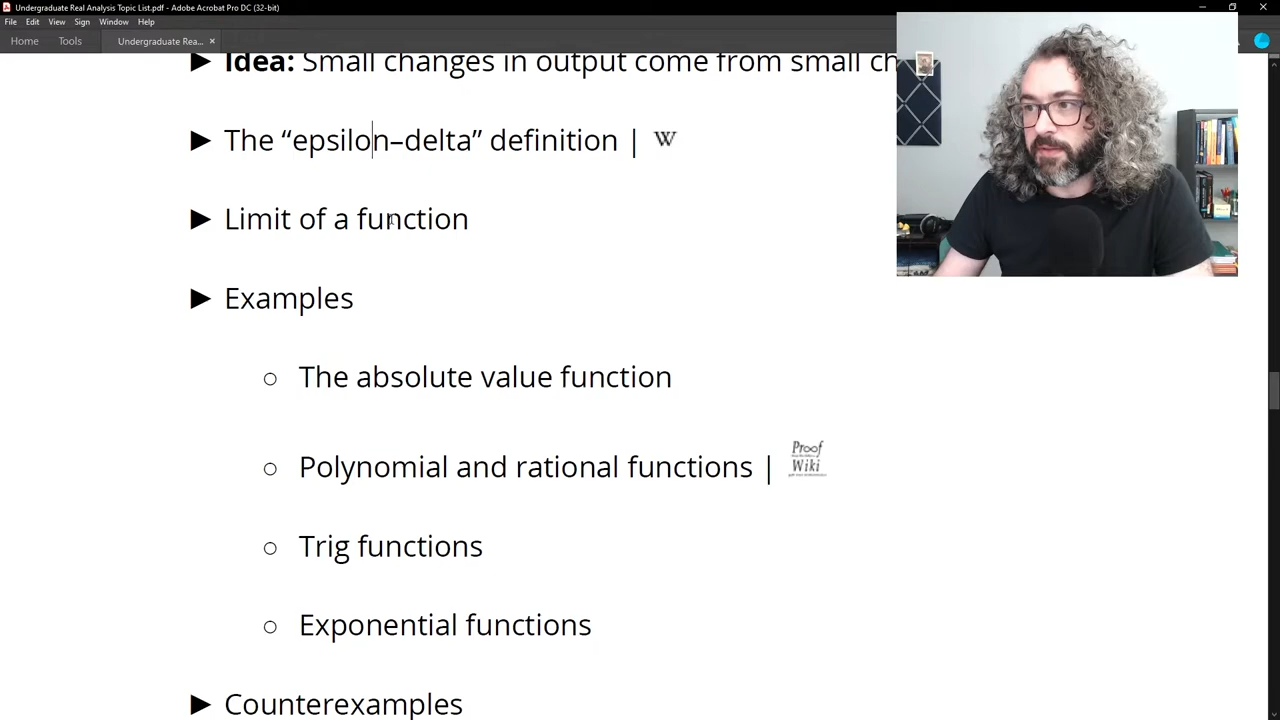 Undergraduate Real Analysis Topic List.pdf - Adobe Acrobat Pro DC (32-bit)
File Edit View Sign Window Help
Home Tools Undergraduate Rea... ×
► Idea: Small changes in output come from small ch
► The “epsilon–delta” definition | W
► Limit of a function
► Examples
○ The absolute value function
○ Polynomial and rational functions | Proof Wiki
○ Trig functions
○ Exponential functions
► Counterexamples